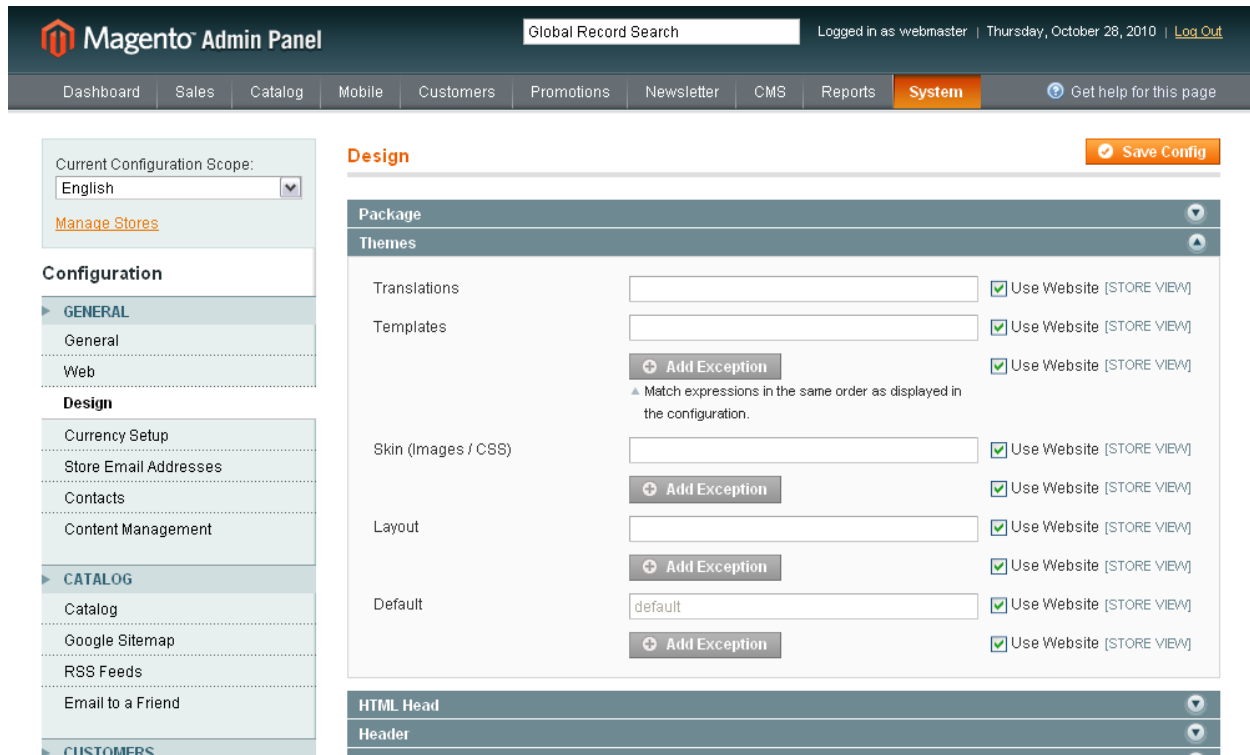 Magento Admin Panel
Global Record Search
Logged in as webmaster | Thursday, October 28, 2010 | Log Out
Dashboard Sales Catalog Mobile Customers Promotions Newsletter CMS Reports System Get help for this page
Current Configuration Scope:
English
Manage Stores
Configuration
GENERAL
General
Web
Design
Currency Setup
Store Email Addresses
Contacts
Content Management
CATALOG
Catalog
Google Sitemap
RSS Feeds
Email to a Friend
CUSTOMERS
Design
Save Config
Package
Themes
Translations Use Website [STORE VIEW]
Templates Use Website [STORE VIEW]
Add Exception Use Website [STORE VIEW]
Match expressions in the same order as displayed in
the configuration.
Skin (Images / CSS) Use Website [STORE VIEW]
Add Exception Use Website [STORE VIEW]
Layout Use Website [STORE VIEW]
Add Exception Use Website [STORE VIEW]
Default default Use Website [STORE VIEW]
Add Exception Use Website [STORE VIEW]
HTML Head
Header